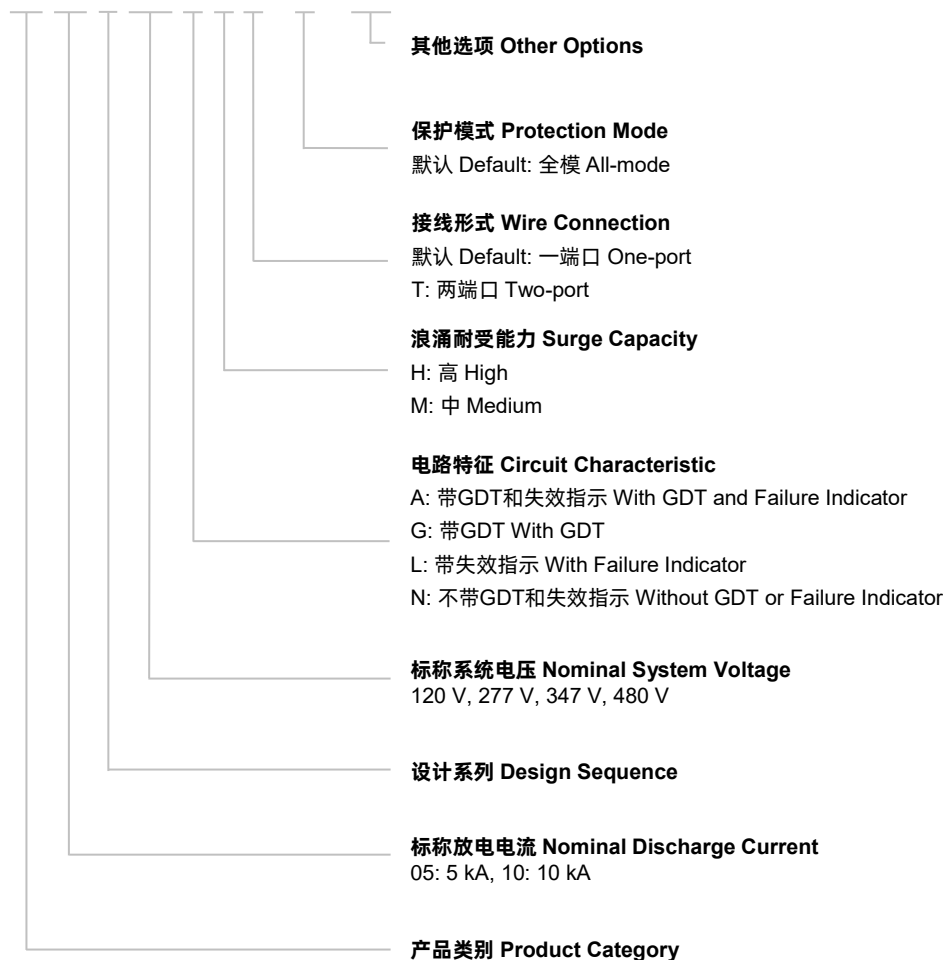 其他选项 Other Options
保护模式 Protection Mode
默认 Default: 全模 All-mode
接线形式 Wire Connection
默认 Default: 一端口 One-port
T: 两端口 Two-port
浪涌耐受能力 Surge Capacity
H: 高 High
M: 中 Medium
电路特征 Circuit Characteristic
A: 带GDT和失效指示 With GDT and Failure Indicator
G: 带GDT With GDT
L: 带失效指示 With Failure Indicator
N: 不带GDT和失效指示 Without GDT or Failure Indicator
标称系统电压 Nominal System Voltage
120 V, 277 V, 347 V, 480 V
设计系列 Design Sequence
标称放电电流 Nominal Discharge Current
05: 5 kA, 10: 10 kA
产品类别 Product Category